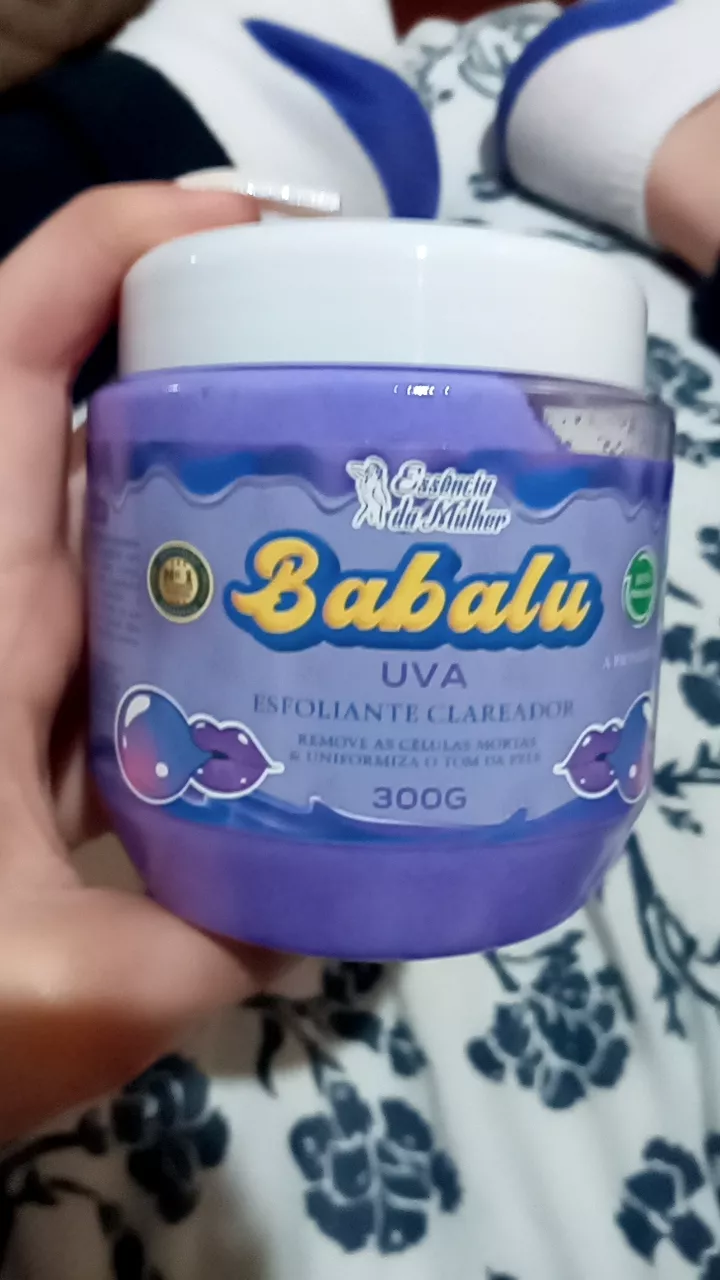 Essência
da Mulher
Babalu
UVA
ESFOLIANTE CLAREADOR
REMOVE AS CÉLULAS MORTAS
& UNIFORMIZA O TOM DA PELE
300G